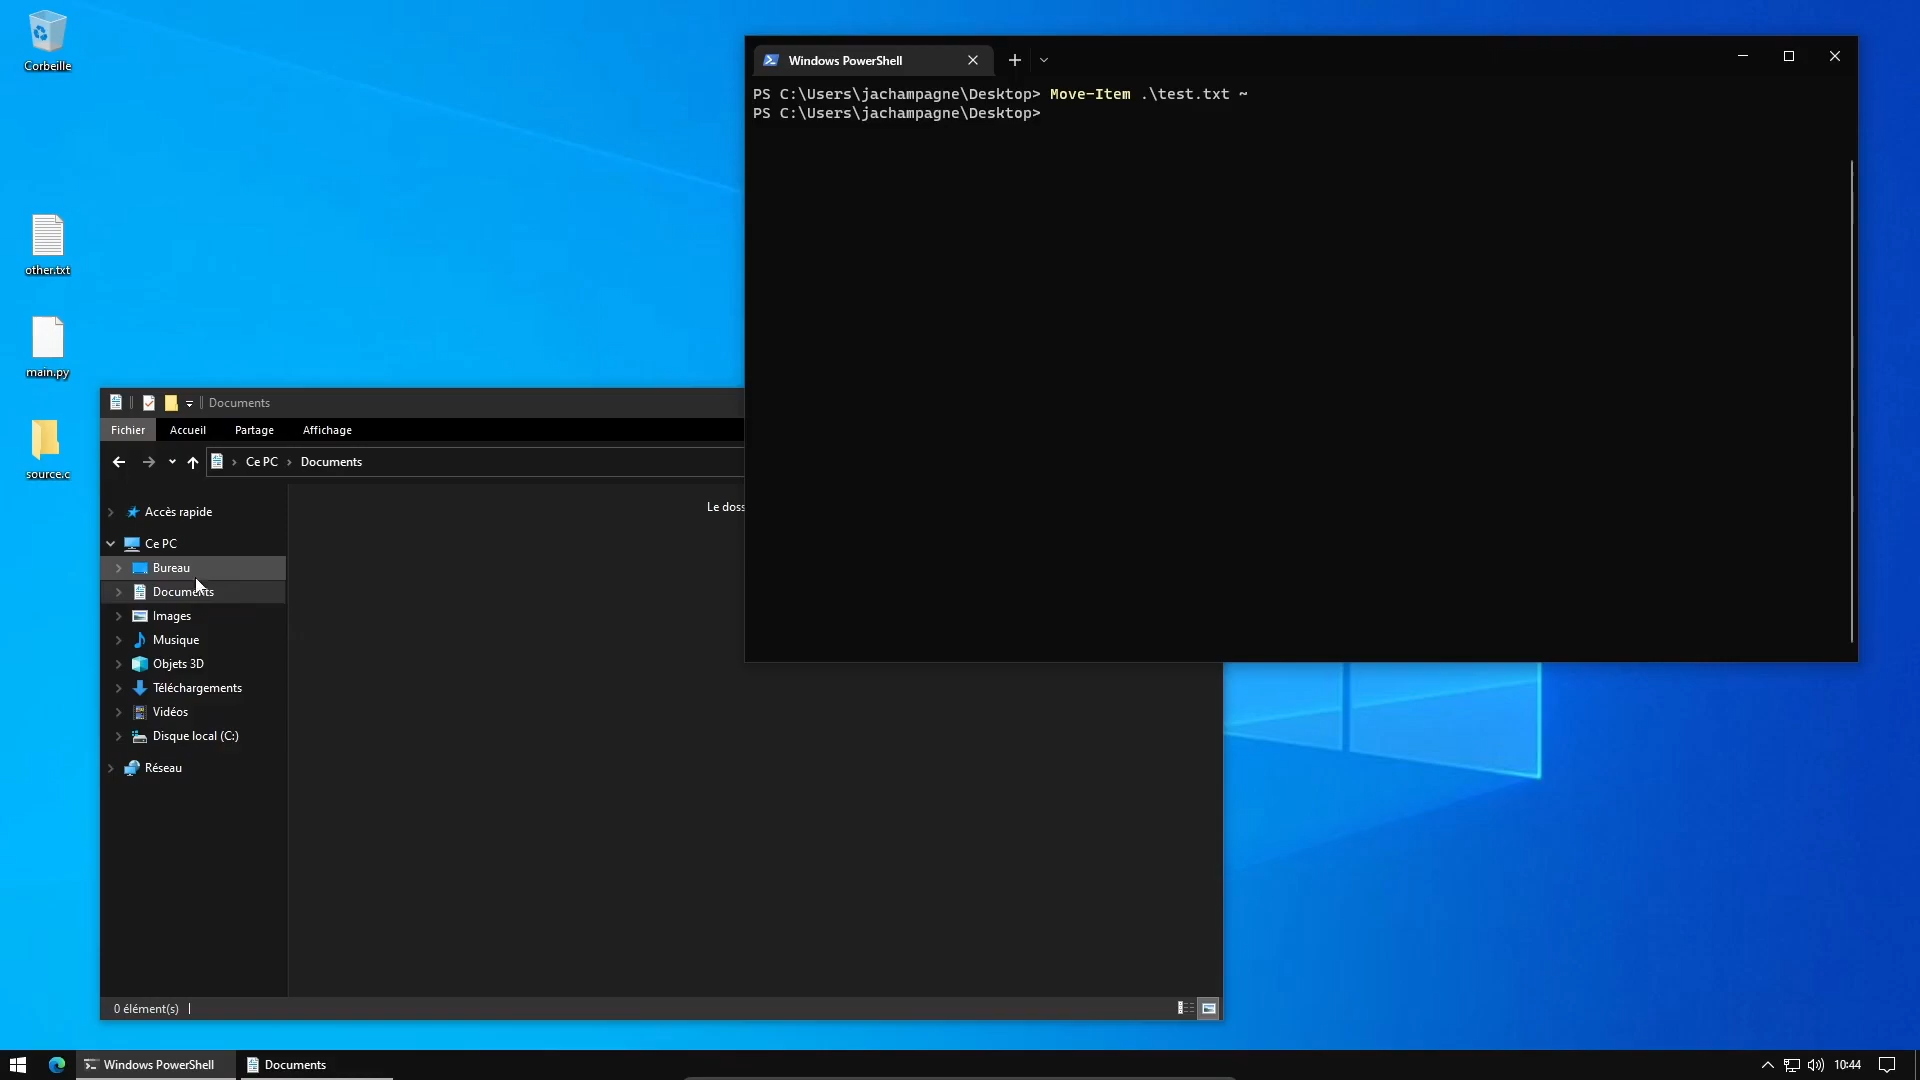 Corbeille
other.txt
main.py
source.c
Windows PowerShell
PS C:\Users\jachampagne\Desktop> Move-Item .\test.txt ~
PS C:\Users\jachampagne\Desktop>
Documents
Fichier Accueil Partage Affichage
Ce PC Documents
Accès rapide
Ce PC
Bureau
Documents
Images
Musique
Objets 3D
Téléchargements
Vidéos
Disque local (C:)
Réseau
Le doss
0 élément(s)
Windows PowerShell
Documents
10:44